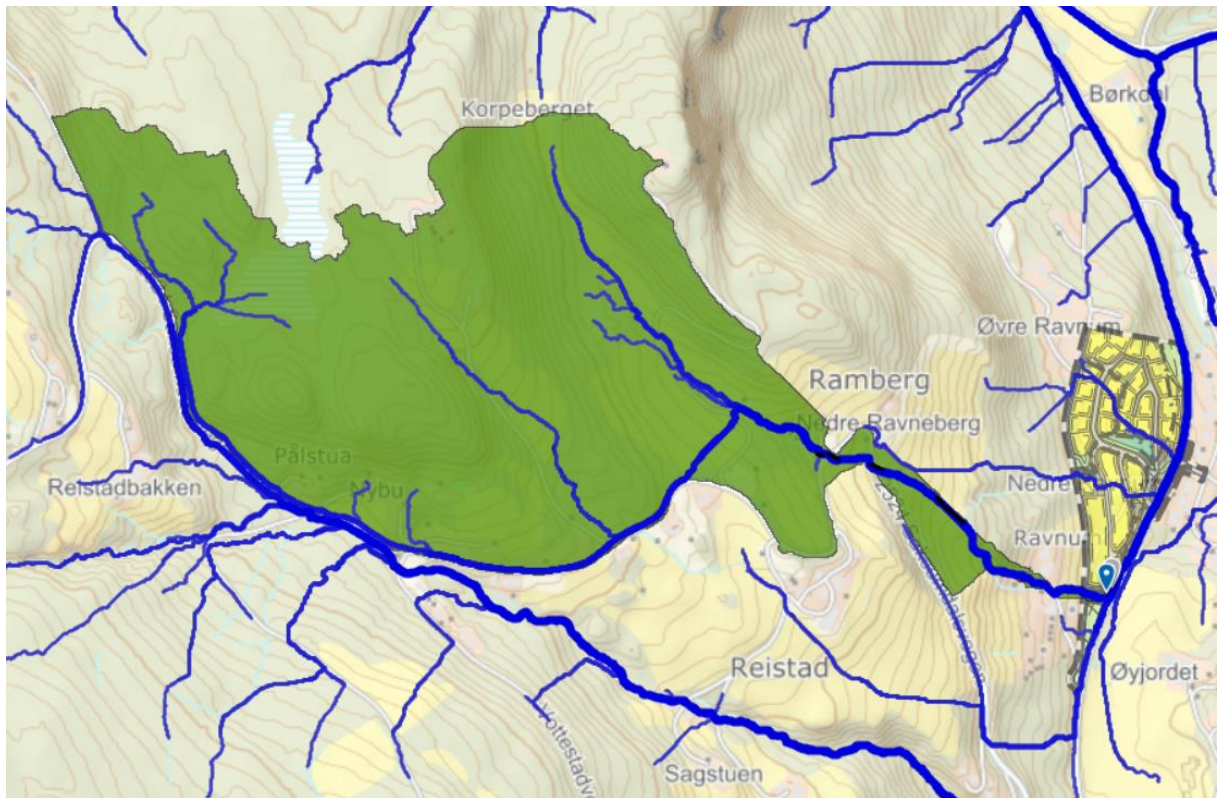 Børkdal
Korpeberget
Øvre Ravnum
Ramberg
Nedre Ravneberg
Pålstua
Reistadbakken
Nybu
Nedre
Ravnum
Reistad
Øyjordet
Sagstuen